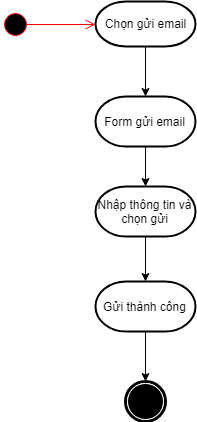 Chọn gửi email
Form gửi email
Nhập thông tin và
chọn gửi
Gửi thành công